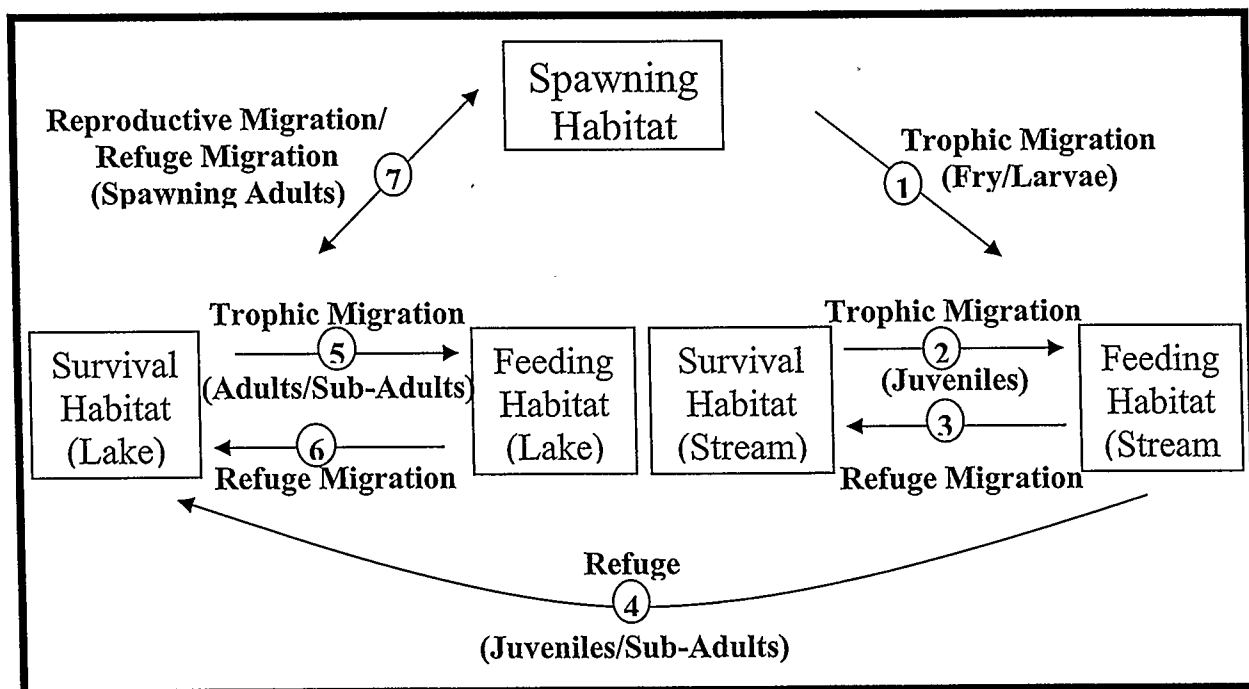 Spawning
Habitat
Reproductive Migration/
Refuge Migration
(Spawning Adults)
7
Trophic Migration
(Fry/Larvae)
1
Trophic Migration
5
(Adults/Sub-Adults)
6
Refuge Migration
Survival
Habitat
(Lake)
Feeding
Habitat
(Lake)
Survival
Habitat
(Stream)
Trophic Migration
2
(Juveniles)
3
Refuge Migration
Feeding
Habitat
(Stream
Refuge
4
(Juveniles/Sub-Adults)